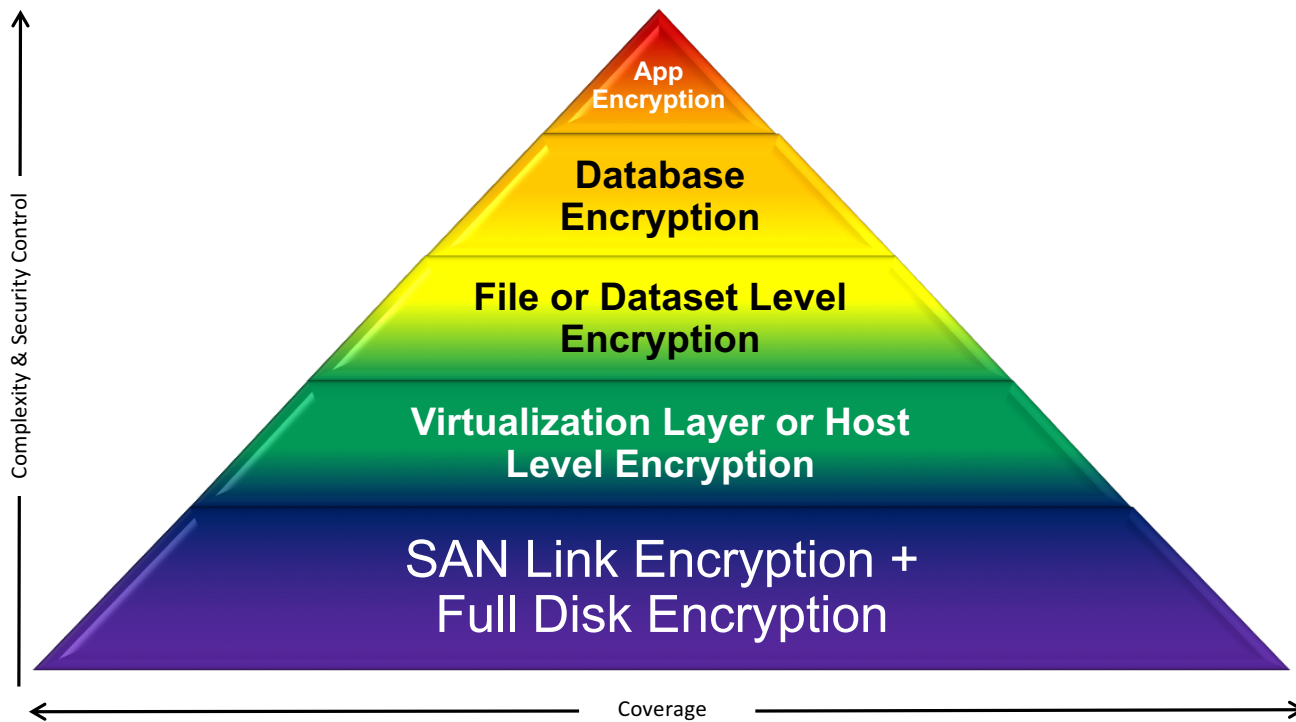 App
Encryption
Database
Encryption
File or Dataset Level
Encryption
Virtualization Layer or Host
Level Encryption
SAN Link Encryption +
Full Disk Encryption
Complexity & Security Control
Coverage